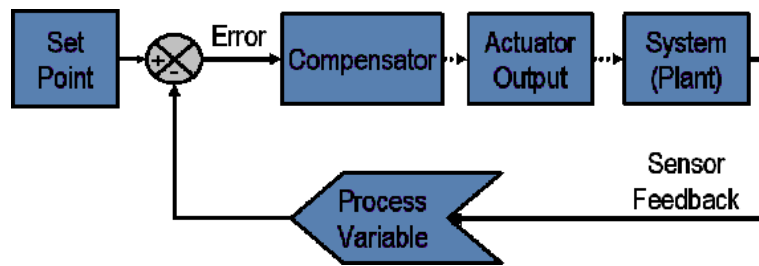 Set
Point
+
-
Error
Compensator
Actuator
Output
System
(Plant)
Sensor
Feedback
Process
Variable